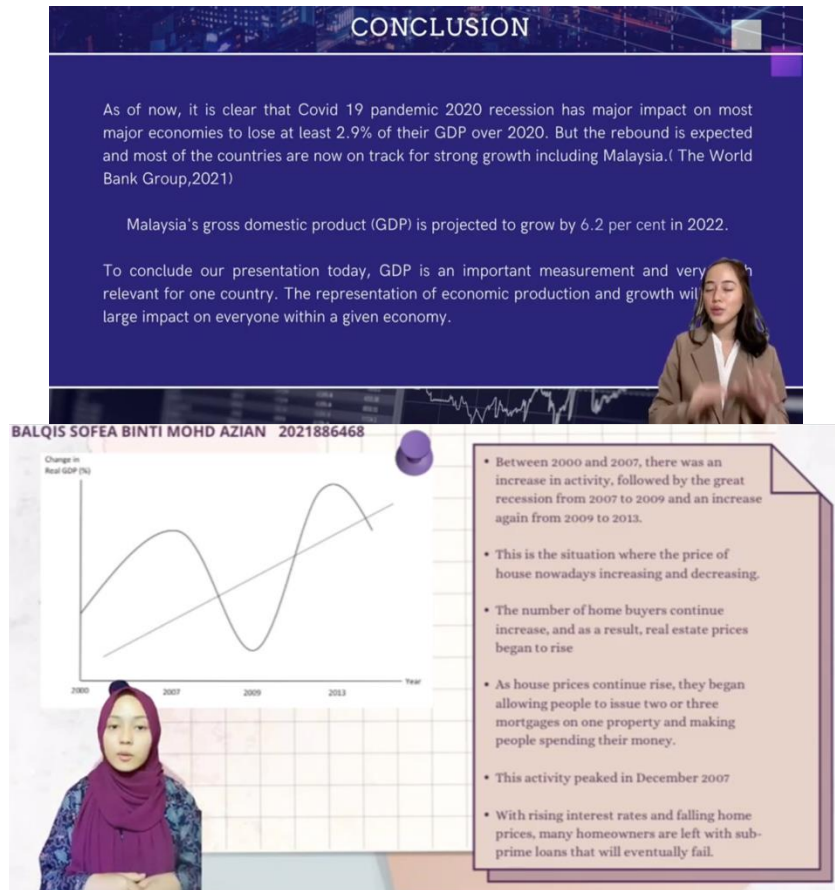 CONCLUSION
As of now, it is clear that Covid 19 pandemic 2020 recession has major impact on most
major economies to lose at least 2.9% of their GDP over 2020. But the rebound is expected
and most of the countries are now on track for strong growth including Malaysia.( The World
Bank Group,2021)
Malaysia's gross domestic product (GDP) is projected to grow by 6.2 per cent in 2022.
To conclude our presentation today, GDP is an important measurement and very
relevant for one country. The representation of economic production and growth
large impact on everyone within a given economy.
BALQIS SOFEA BINTI MOHD AZIAN 2021886468
Change in
Real GDP (%)
Year
2000 2007 2009 2013
• Between 2000 and 2007, there was an
increase in activity, followed by the great
recession from 2007 to 2009 and an increase
again from 2009 to 2013.
• This is the situation where the price of
house nowadays increasing and decreasing.
• The number of home buyers continue
increase, and as a result, real estate prices
began to rise
• As house prices continue rise, they began
allowing people to issue two or three
mortgages on one property and making
people spending their money.
• This activity peaked in December 2007
• With rising interest rates and falling home
prices, many homeowners are left with sub-
prime loans that will eventually fail.